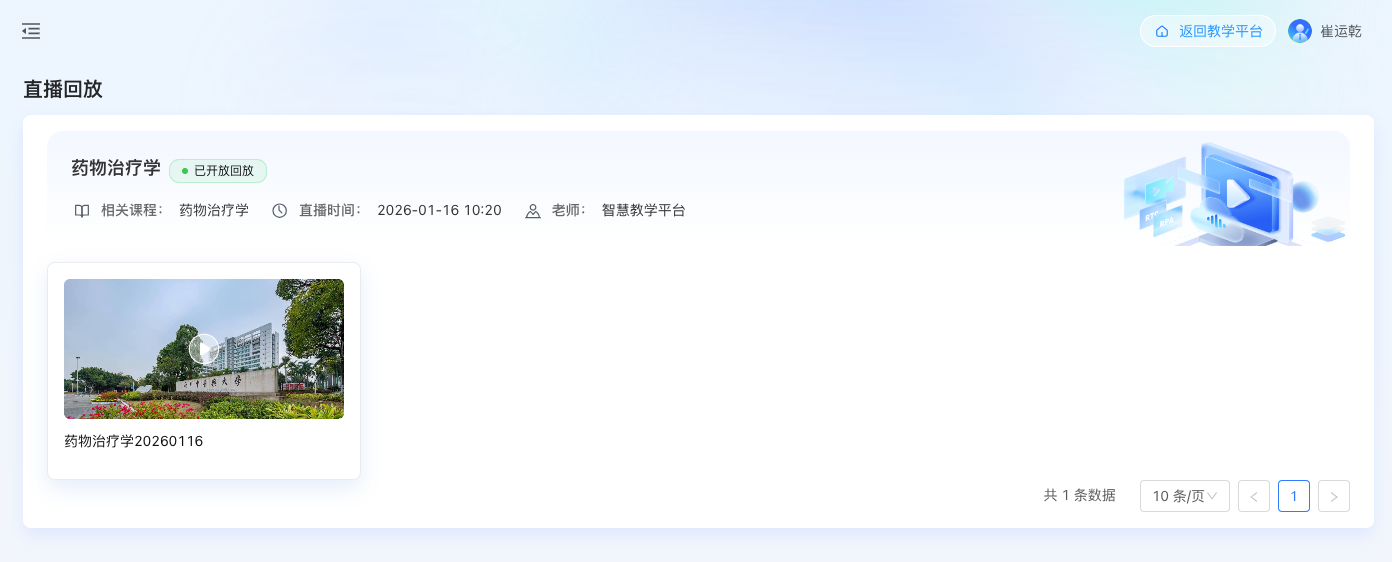 返回教学平台
崔运乾
直播回放
药物治疗学
已开放回放
相关课程： 药物治疗学 直播时间： 2026-01-16 10:20 老师： 智慧教学平台
药物治疗学20260116
共 1 条数据 10 条/页 1